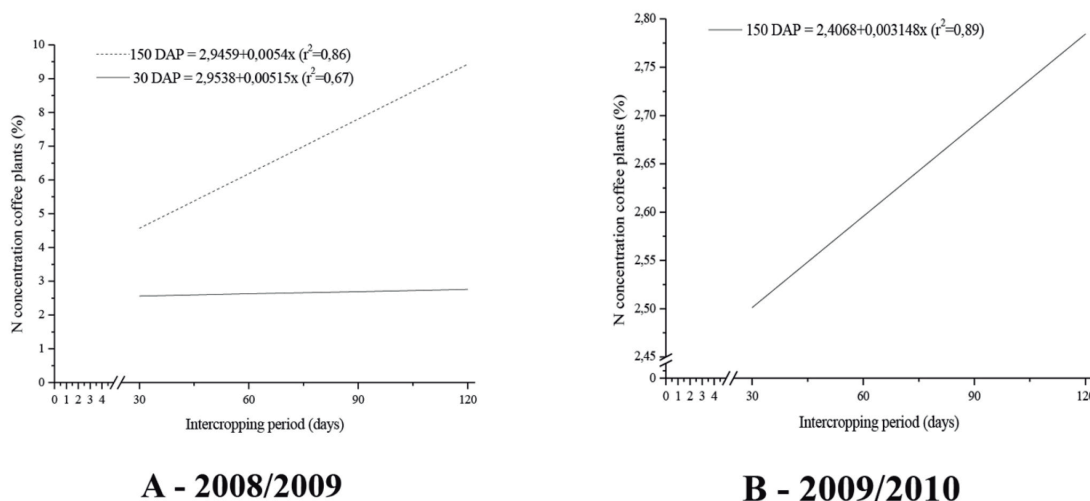 10
9
8
7
6
5
4
3
2
1
0
N concentration coffee plants (%)
150 DAP = 2,9459+0,0054x (r²=0,86)
30 DAP = 2,9538+0,00515x (r²=0,67)
0 1 2 3 4 30 60 90 120
Intercropping period (days)
A - 2008/2009
2,80
2,70
2,65
2,60
2,55
2,50
2,45
0
N concentration coffee plants (%)
150 DAP = 2,4068+0,003148x (r²=0,89)
0 1 2 3 4 30 60 90 120
Intercropping period (days)
B - 2009/2010